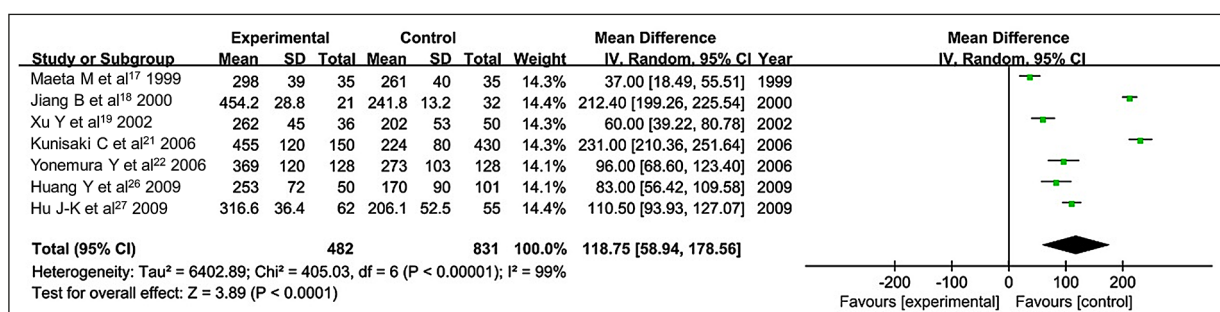 Experimental Control Mean Difference Mean Difference
Study or Subgroup Mean SD Total Mean SD Total Weight IV. Random. 95% CI Year IV. Random. 95% CI
Maeta M et al17 1999 298 39 35 261 40 35 14.3% 37.00 [18.49, 55.51] 1999
Jiang B et al18 2000 454.2 28.8 21 241.8 13.2 32 14.4% 212.40 [199.26, 225.54] 2000
Xu Y et al19 2002 262 45 36 202 53 50 14.3% 60.00 [39.22, 80.78] 2002
Kunisaki C et al21 2006 455 120 150 224 80 430 14.3% 231.00 [210.36, 251.64] 2006
Yonemura Y et al22 2006 369 120 128 273 103 128 14.1% 96.00 [68.60, 123.40] 2006
Huang Y et al26 2009 253 72 50 170 90 101 14.1% 83.00 [56.42, 109.58] 2009
Hu J-K et al27 2009 316.6 36.4 62 206.1 52.5 55 14.4% 110.50 [93.93, 127.07] 2009
Total (95% CI) 482 831 100.0% 118.75 [58.94, 178.56]
Heterogeneity: Tau² = 6402.89; Chi² = 405.03, df = 6 (P < 0.00001); I² = 99%
Test for overall effect: Z = 3.89 (P < 0.0001)
-200 -100 0 100 200
Favours [experimental] Favours [control]